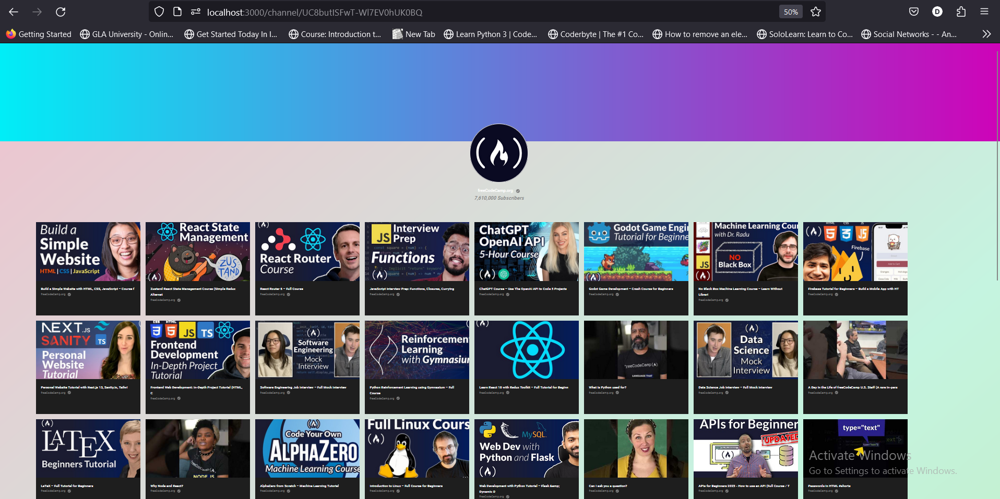 localhost:3000/channel/UC8butISFwT-Wl7EV0hUK0BQ
50%
D
Getting Started
GLA University - Onlin...
Get Started Today In I...
Course: Introduction t...
New Tab
Learn Python 3 | Code...
Coderbyte | The #1 Co...
How to remove an ele...
SoloLearn: Learn to Co...
Social Networks - - An...
freeCodeCamp.org
7,610,000 Subscribers
Build a
Simple
Website
HTML | CSS | JavaScript
Build a Simple Website with HTML, CSS, JavaScript – Course f
freeCodeCamp.org
React State
Management
ZUS
TAND
Zustand React State Management Course (Simple Redux
Alternat
freeCodeCamp.org
React Router
Course
React Router 6 – Full Course
freeCodeCamp.org
JS
Interview
Prep
Functions
JavaScript Interview Prep: Functions, Closures, Currying
freeCodeCamp.org
ChatGPT
OpenAI API
5-Hour Course
ChatGPT Course – Use The OpenAI API to Code 5 Projects
freeCodeCamp.org
Godot Game Engi
Tutorial for Beginne
Godot Game Development – Crash Course for Beginners
freeCodeCamp.org
Machine Learning Cour
with Dr. Radu
NO
Black Box
JS
No Black Box Machine Learning Course – Learn Without
Librari
freeCodeCamp.org
HTML CSS JS
Firebase
Add to Cart
Firebase Tutorial for Beginners – Build a Mobile App with HT
freeCodeCamp.org
NEXT.JS
SANITY
TS
Personal
Website
Tutorial
Personal Website Tutorial with Next.js 13, Sanity.io, Tailwi
freeCodeCamp.org
CSS HTML
JS TS
Frontend
Development
In-Depth Project
Tutorial
Frontend Web Development: In-Depth Project Tutorial (HTML,
C
freeCodeCamp.org
Software
Engineering
Mock
Interview
Software Engineering Job Interview – Full Mock Interview
freeCodeCamp.org
Reinforcement
Learning
with Gymnasium
Python Reinforcement Learning using Gymnasium – Full
Course
freeCodeCamp.org
Learn React 18 with Redux Toolkit – Full Tutorial for Beginn
freeCodeCamp.org
freeCodeCamp
LANGUAGE THAT
What is Python used for?
freeCodeCamp.org
Data
Science
Mock
Interview
Data Science Job Interview – Full Mock Interview
freeCodeCamp.org
A Day in the Life of freeCodeCamp U.S. Staff (A rare in-pers
freeCodeCamp.org
LATEX
Beginners Tutorial
LaTeX – Full Tutorial for Beginners
freeCodeCamp.org
freeCodeCamp
NODE JS
Why Node and React?
freeCodeCamp.org
Code Your Own
ALPHAZERO
Machine Learning Course
AlphaZero from Scratch – Machine Learning Tutorial
freeCodeCamp.org
Full Linux Cours
Introduction to Linux – Full Course for Beginners
freeCodeCamp.org
MySQL
Web Dev with
Python and Flask
Web Development with Python Tutorial – Flask &amp;
Dynamic D
freeCodeCamp.org
Can I ask you a question?
freeCodeCamp.org
APIs for Beginner
UPDATED
HTTP
APIs for Beginners 2023 - How to use an API (Full Course / T
freeCodeCamp.org
type="text"
Passwords in HTML #shorts
freeCodeCamp.org
Activate Windows
Go to Settings to activate Windows.